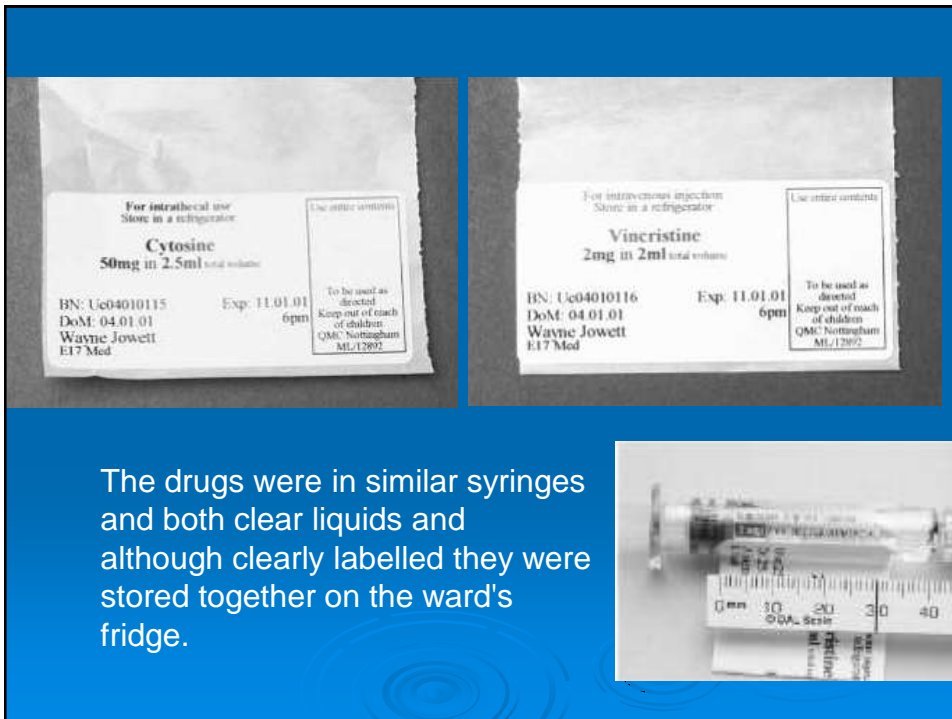 For intrathecal use
Store in a refrigerator
Cytosine
50mg in 2.5ml total volume
BN: Uc04010115
Exp: 11.01.01
DoM: 04.01.01
6pm
Wayne Jowett
E17 Med
Use entire contents
To be used as
directed
Keep out of reach
of children
QMC Nottingham
ML/12892
For intravenous injection
Store in a refrigerator
Vincristine
2mg in 2ml total volume
BN: Uc04010116
Exp: 11.01.01
DoM: 04.01.01
6pm
Wayne Jowett
E17 Med
Use entire contents
To be used as
directed
Keep out of reach
of children
QMC Nottingham
ML/12892
The drugs were in similar syringes
and both clear liquids and
although clearly labelled they were
stored together on the ward's
fridge.
0 mm 10 20 30 40